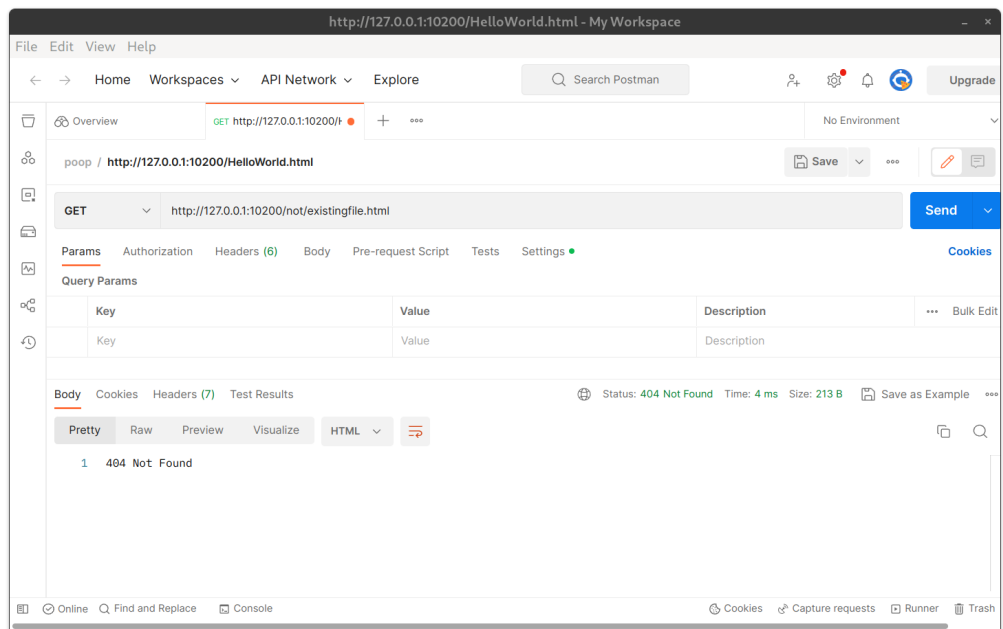 http://127.0.0.1:10200/HelloWorld.html - My Workspace
File Edit View Help
Home Workspaces API Network Explore Search Postman Upgrade
Overview GET http://127.0.0.1:10200/H No Environment
poop / http://127.0.0.1:10200/HelloWorld.html Save
GET http://127.0.0.1:10200/not/existingfile.html Send
Params Authorization Headers (6) Body Pre-request Script Tests Settings Cookies
Query Params
Key Value Description Bulk Edit
Key Value Description
Body Cookies Headers (7) Test Results Status: 404 Not Found Time: 4 ms Size: 213 B Save as Example
Pretty Raw Preview Visualize HTML
1 404 Not Found
Online Find and Replace Console Cookies Capture requests Runner Trash